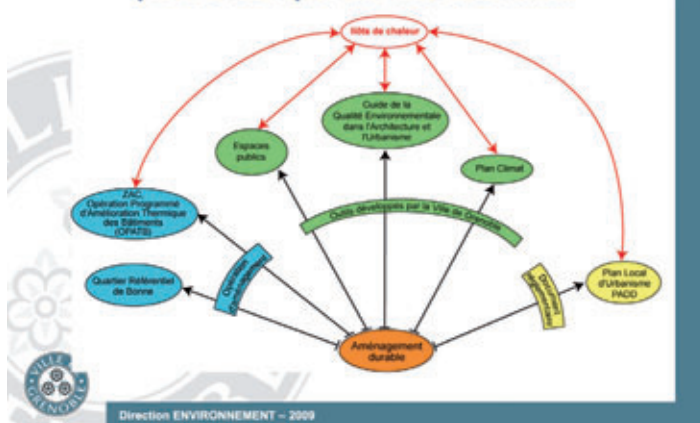 Ilôts de chaleur
Guide de la
Qualité Environnementale
dans l'Architecture et
l'Urbanisme
Espaces
publics
Plan Climat
ZAC,
Opération Programmé
d'Amélioration Thermique
des Bâtiments
(OPATB)
Outils développés par la Ville de Grenoble
Quartier Référentiel
de Bonne
Opération
d'aménagement
Document
réglementaire
Plan Local
d'Urbanisme
PADD
Aménagement
durable
VILLE
GRENOBLE
Direction ENVIRONNEMENT – 2009